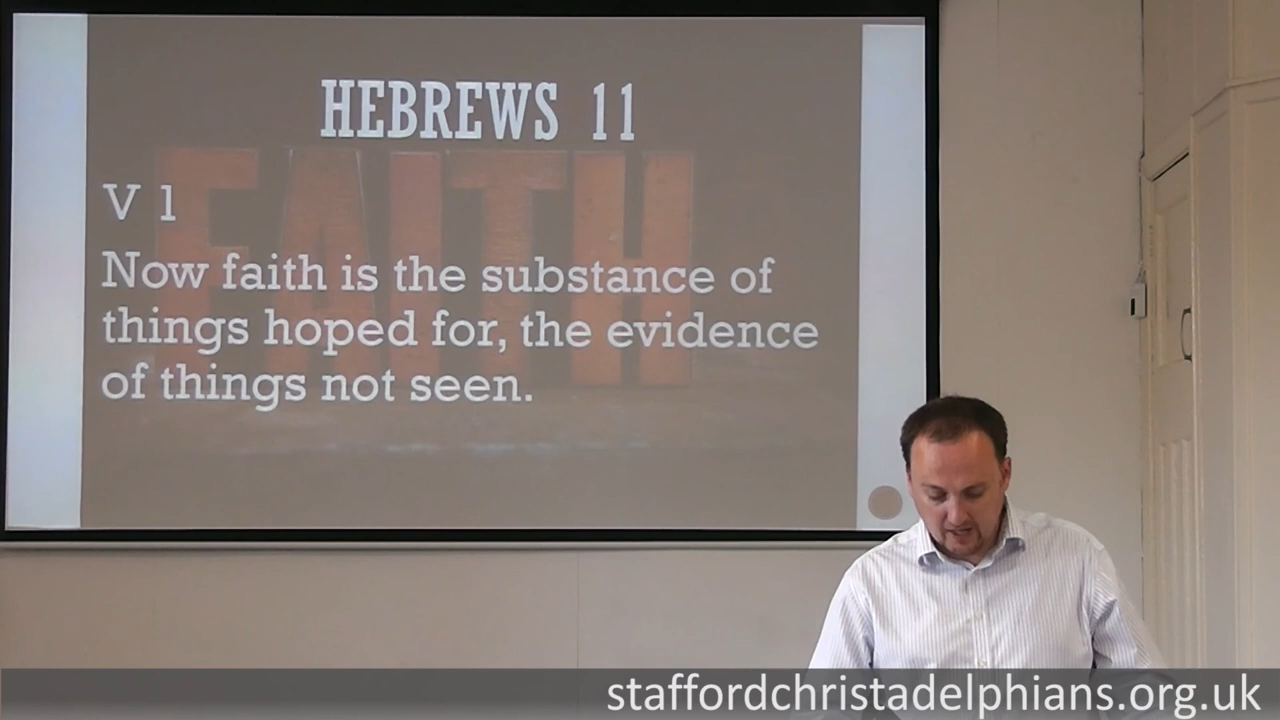 HEBREWS 11
FAITH
V 1
Now faith is the substance of
things hoped for, the evidence
of things not seen.
staffordchristadelphians.org.uk